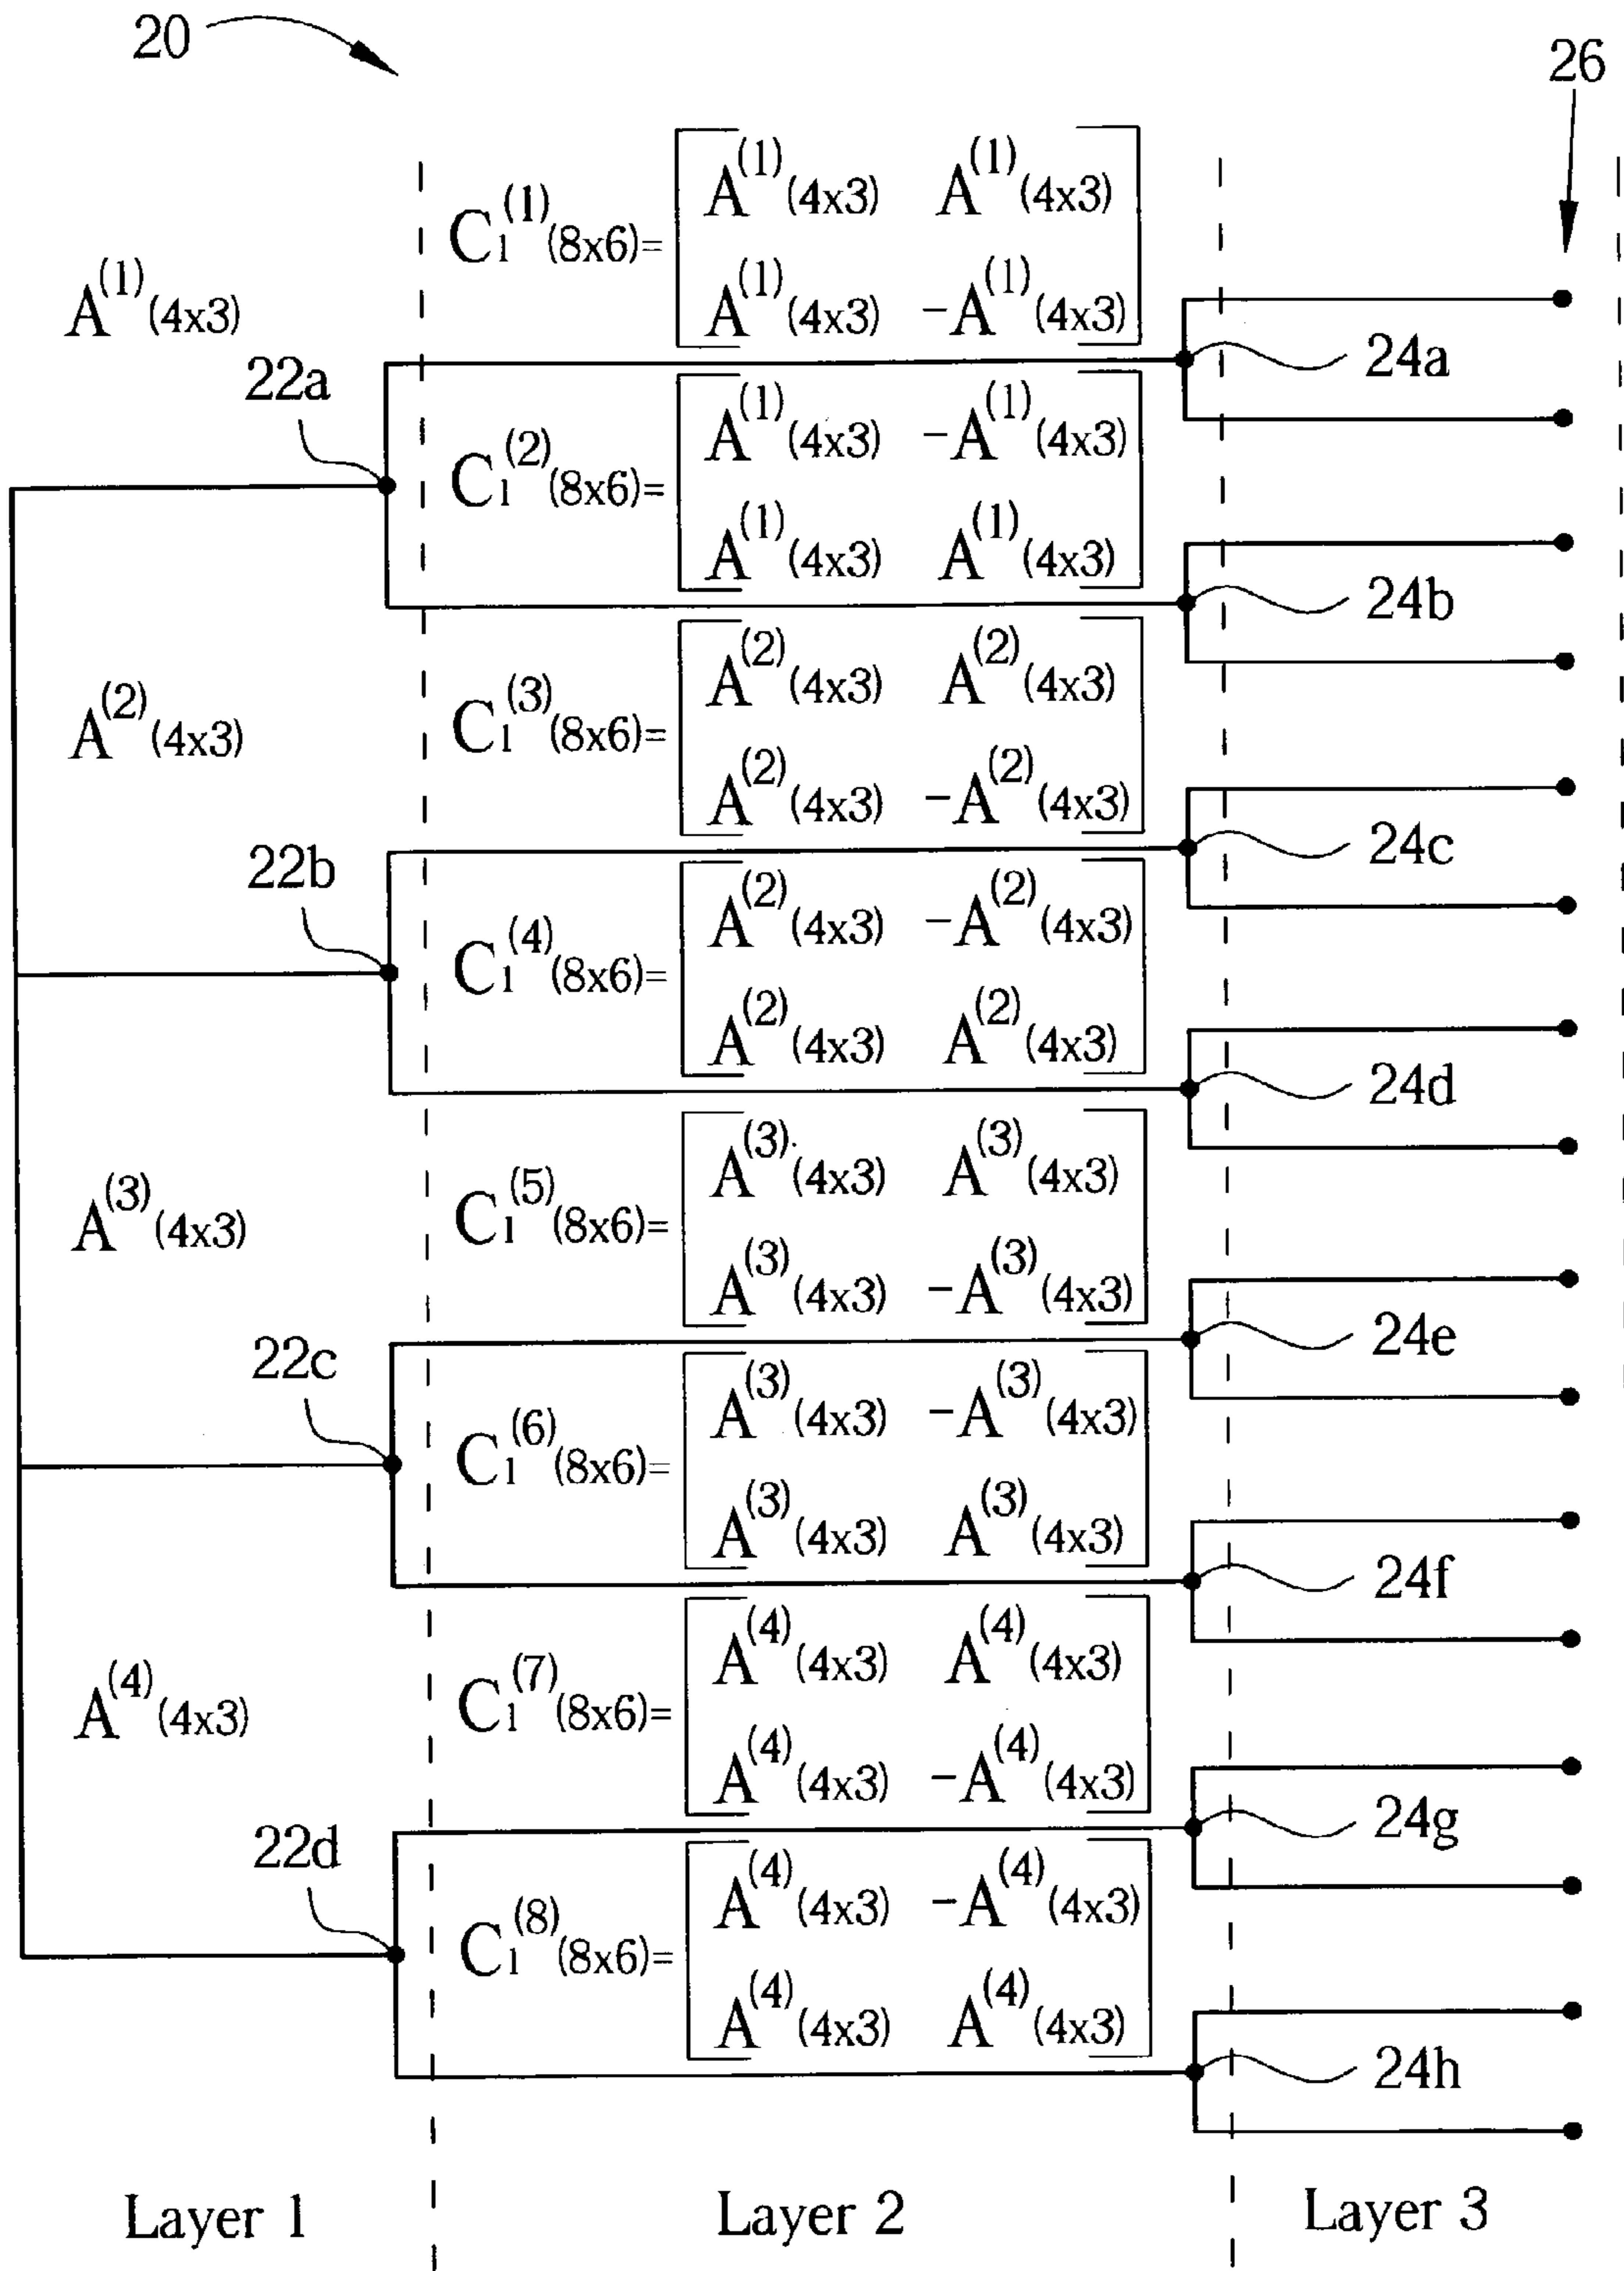 20
26
C₁⁽¹⁾(8x6)= [ A⁽¹⁾(4x3) A⁽¹⁾(4x3)
A⁽¹⁾(4x3) -A⁽¹⁾(4x3) ]
A⁽¹⁾(4x3)
24a
22a
C₁⁽²⁾(8x6)= [ A⁽¹⁾(4x3) -A⁽¹⁾(4x3)
A⁽¹⁾(4x3) A⁽¹⁾(4x3) ]
24b
A⁽²⁾(4x3)
C₁⁽³⁾(8x6)= [ A⁽²⁾(4x3) A⁽²⁾(4x3)
A⁽²⁾(4x3) -A⁽²⁾(4x3) ]
24c
22b
C₁⁽⁴⁾(8x6)= [ A⁽²⁾(4x3) -A⁽²⁾(4x3)
A⁽²⁾(4x3) A⁽²⁾(4x3) ]
24d
A⁽³⁾(4x3)
C₁⁽⁵⁾(8x6)= [ A⁽³⁾(4x3) A⁽³⁾(4x3)
A⁽³⁾(4x3) -A⁽³⁾(4x3) ]
24e
22c
C₁⁽⁶⁾(8x6)= [ A⁽³⁾(4x3) -A⁽³⁾(4x3)
A⁽³⁾(4x3) A⁽³⁾(4x3) ]
24f
A⁽⁴⁾(4x3)
C₁⁽⁷⁾(8x6)= [ A⁽⁴⁾(4x3) A⁽⁴⁾(4x3)
A⁽⁴⁾(4x3) -A⁽⁴⁾(4x3) ]
24g
22d
C₁⁽⁸⁾(8x6)= [ A⁽⁴⁾(4x3) -A⁽⁴⁾(4x3)
A⁽⁴⁾(4x3) A⁽⁴⁾(4x3) ]
24h
Layer 1 Layer 2 Layer 3